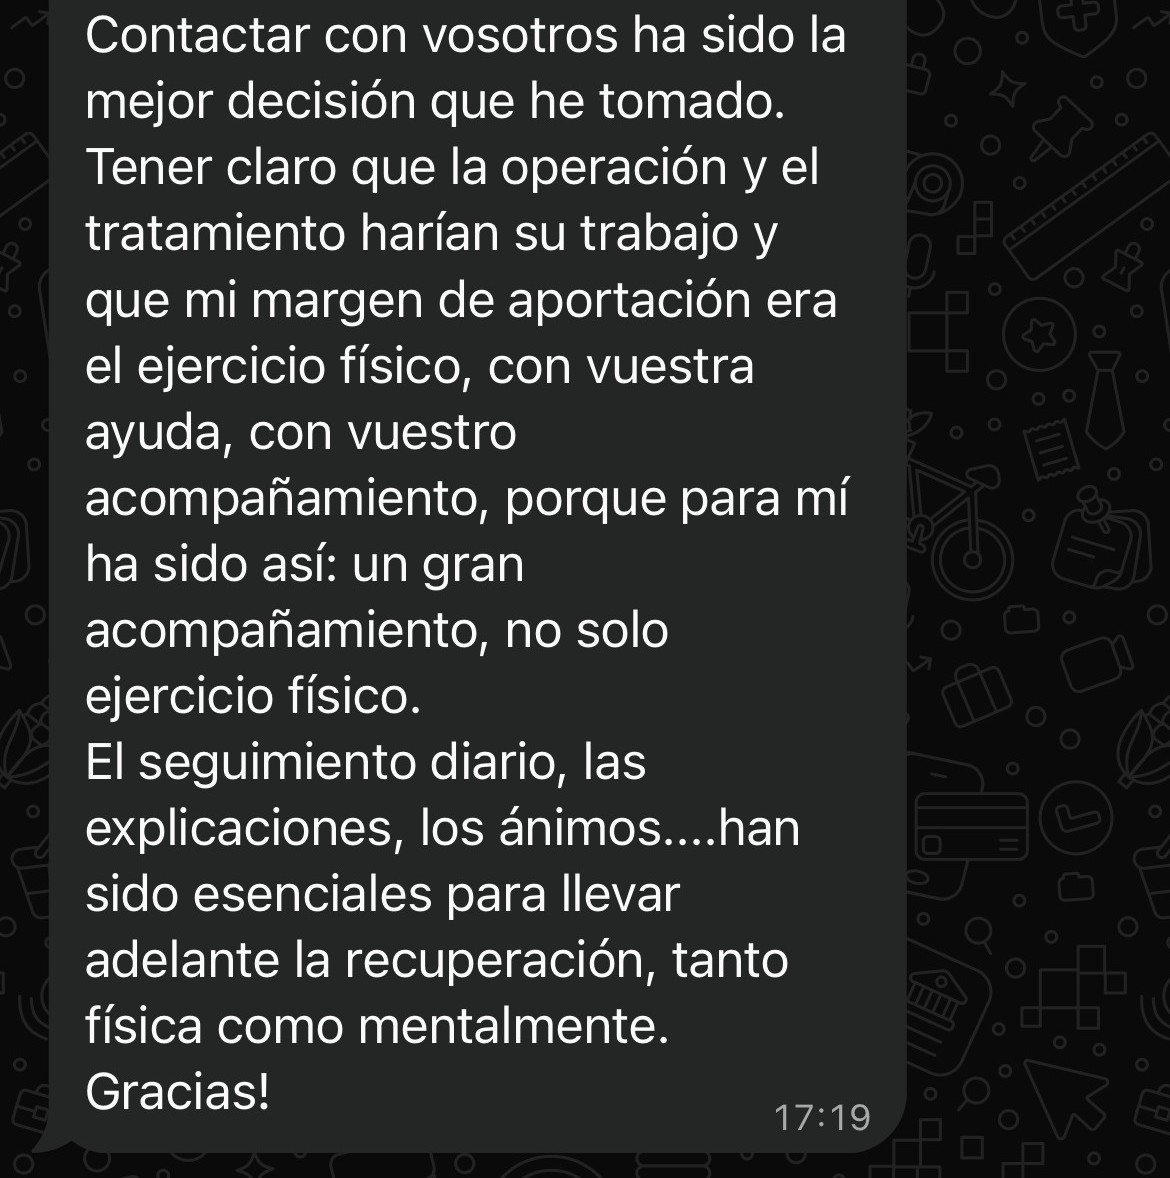 Contactar con vosotros ha sido la
mejor decisión que he tomado.
Tener claro que la operación y el
tratamiento harían su trabajo y
que mi margen de aportación era
el ejercicio físico, con vuestra
ayuda, con vuestro
acompañamiento, porque para mí
ha sido así: un gran
acompañamiento, no solo
ejercicio físico.
El seguimiento diario, las
explicaciones, los ánimos....han
sido esenciales para llevar
adelante la recuperación, tanto
física como mentalmente.
Gracias!
17:19